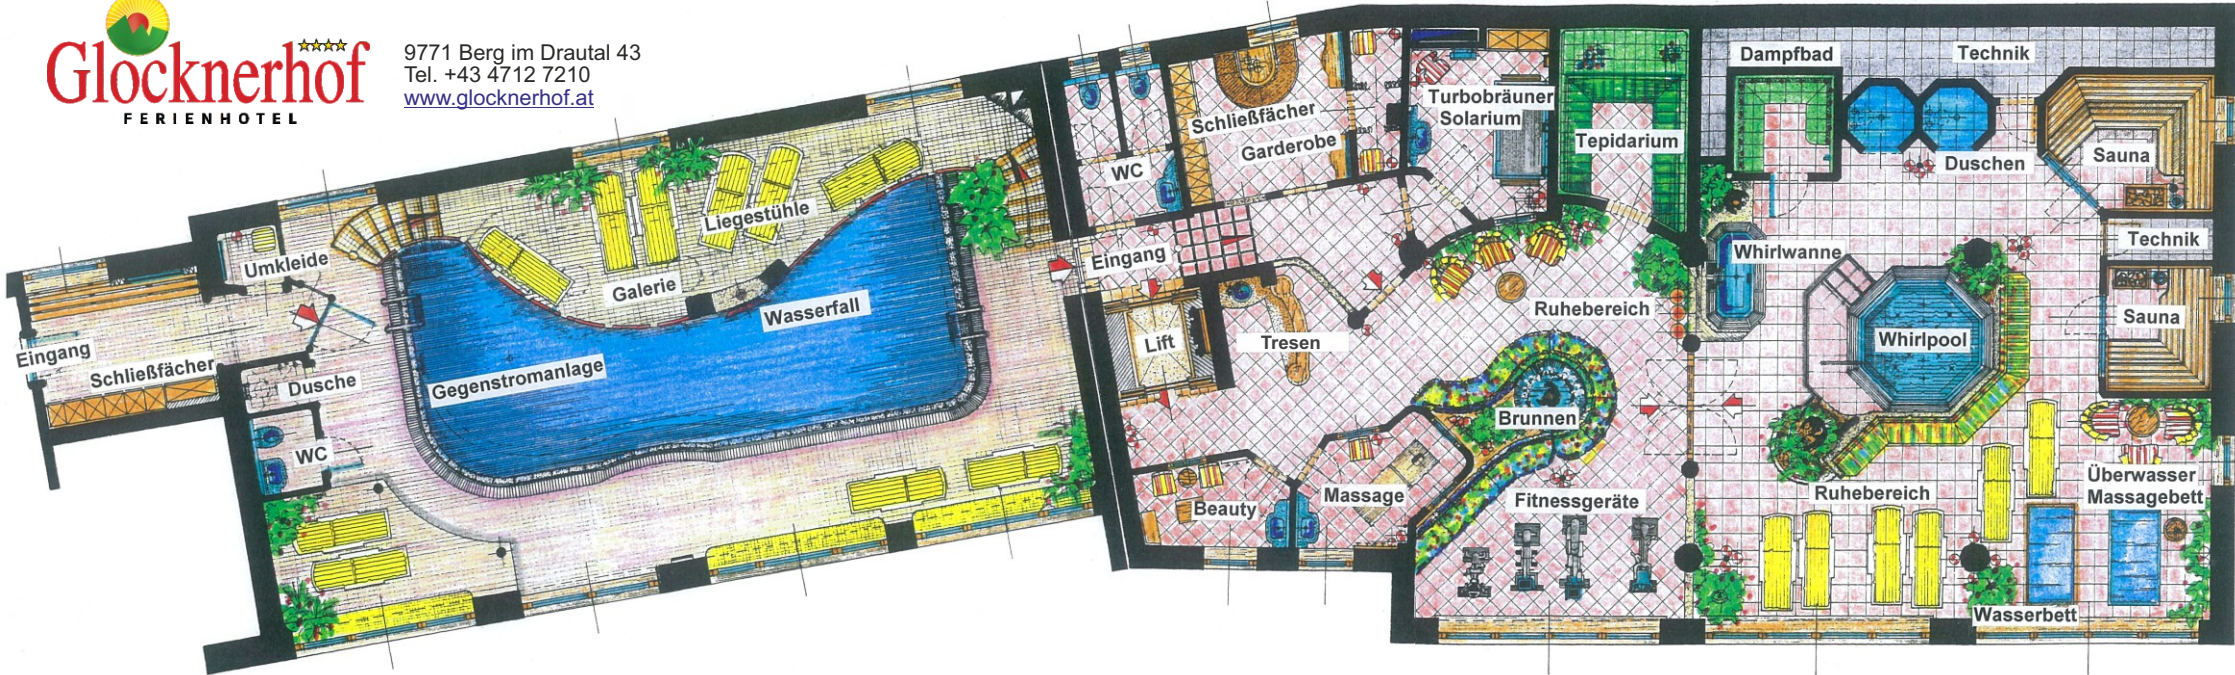 Glocknerhof
FERIENHOTEL
9771 Berg im Drautal 43
Tel. +43 4712 7210
www.glocknerhof.at
Eingang
Schließfächer
Umkleide
Dusche
WC
Gegenstromanlage
Galerie
Liegestühle
Wasserfall
WC
Schließfächer
Garderobe
Eingang
Lift
Tresen
Beauty
Massage
Turbobräuner
Solarium
Tepidarium
Ruhebereich
Brunnen
Fitnessgeräte
Dampfbad
Technik
Duschen
Sauna
Technik
Whirlwanne
Whirlpool
Sauna
Ruhebereich
Überwasser
Massagebett
Wasserbett